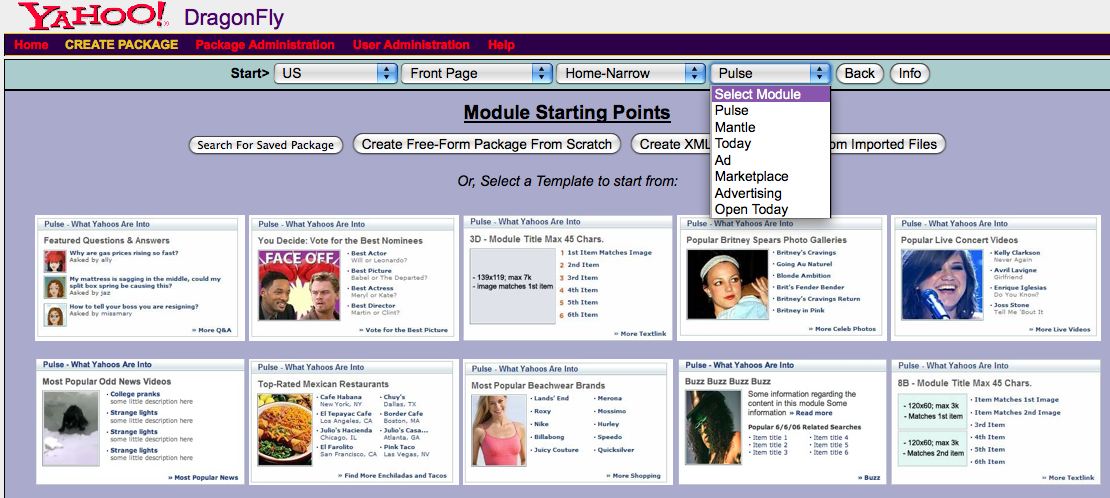 YAHOO! DragonFly
Home CREATE PACKAGE Package Administration User Administration Help
Start> US Front Page Home-Narrow Pulse Back Info
Select Module
Pulse
Mantle
Today
Ad
Marketplace
Advertising
Open Today
Module Starting Points
Search For Saved Package Create Free-Form Package From Scratch Create XML om Imported Files
Or, Select a Template to start from:
Pulse - What Yahoos Are Into
Featured Questions & Answers
Why are gas prices rising so fast?
Asked by ally
My mattress is sagging in the middle, could my
split box spring be causing this?
Asked by jaz
How to tell your boss you are resigning?
Asked by missmary
» More Q&A
Pulse - What Yahoos Are Into
You Decide: Vote for the Best Nominees
FACE OFF
· Best Actor
Will or Leonardo?
· Best Picture
Babel or The Departed?
· Best Actress
Meryl or Kate?
· Best Director
Martin or Clint?
» Vote for the Best Picture
Pulse - What Yahoos Are Into
3D - Module Title Max 45 Chars.
- 139x119; max 7k
- image matches 1st item
1 1st Item Matches Image
2 2nd Item
3 3rd Item
4 4th Item
5 5th Item
6 6th Item
» More Textlink
Pulse - What Yahoos Are Into
Popular Britney Spears Photo Galleries
· Britney's Cravings
· Going Au Naturel
· Blonde Ambition
· Brit's Fender Bender
· Britney's Cravings Return
· Britney in Pink
» More Celeb Photos
Pulse - What Yahoos Are Into
Popular Live Concert Videos
· Kelly Clarkson
Never Again
· Avril Lavigne
Girlfriend
· Enrique Iglesias
Do You Know?
· Joss Stone
Tell Me 'Bout It
» More Live Videos
Pulse - What Yahoos Are Into
Most Popular Odd News Videos
· College pranks
some little description here
· Strange lights
some little description here
· Strange lights
some little description here
· Strange lights
some little description here
» Most Popular News
Pulse - What Yahoos Are Into
Top-Rated Mexican Restaurants
· Cafe Habana
New York, NY
· El Tepayac Cafe
Los Angeles, CA
· Julio's Hacienda
Chicago, IL
· El Farolito
San Francisco, CA
· Chuy's
Dallas, TX
· Border Cafe
Boston, MA
· Julio's Casa...
Atlanta, GA
· Pink Taco
Las Vegas, NV
» Find More Enchiladas and Tacos
Pulse - What Yahoos Are Into
Most Popular Beachwear Brands
· Lands' End
· Roxy
· Nike
· Billabong
· Juicy Couture
· Merona
· Mossimo
· Hurley
· Speedo
· Quicksilver
» More Shopping
Pulse - What Yahoos Are Into
Buzz Buzz Buzz Buzz
Some information regarding the
content in this module Some
information » Read more
Popular 6/6/06 Related Searches
· Item title 1
· Item title 2
· Item title 3
· Item title 4
· Item title 5
· Item title 6
» Buzz
Pulse - What Yahoos Are Into
8B - Module Title Max 45 Chars.
- 120x60; max 3k
- Matches 1st item
- 120x60; max 3k
- Matches 2nd item
· Item Matches 1st Image
· Item Matches 2nd Image
· 3rd Item
· 4th Item
· 5th Item
· 6th Item
» More Textlink